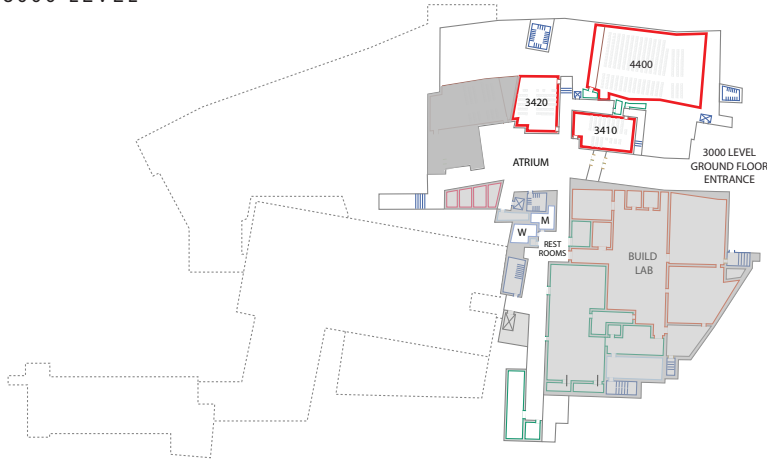 4400
3420
3410
3000 LEVEL
GROUND FLOOR
ENTRANCE
ATRIUM
M
W
REST
ROOMS
BUILD
LAB